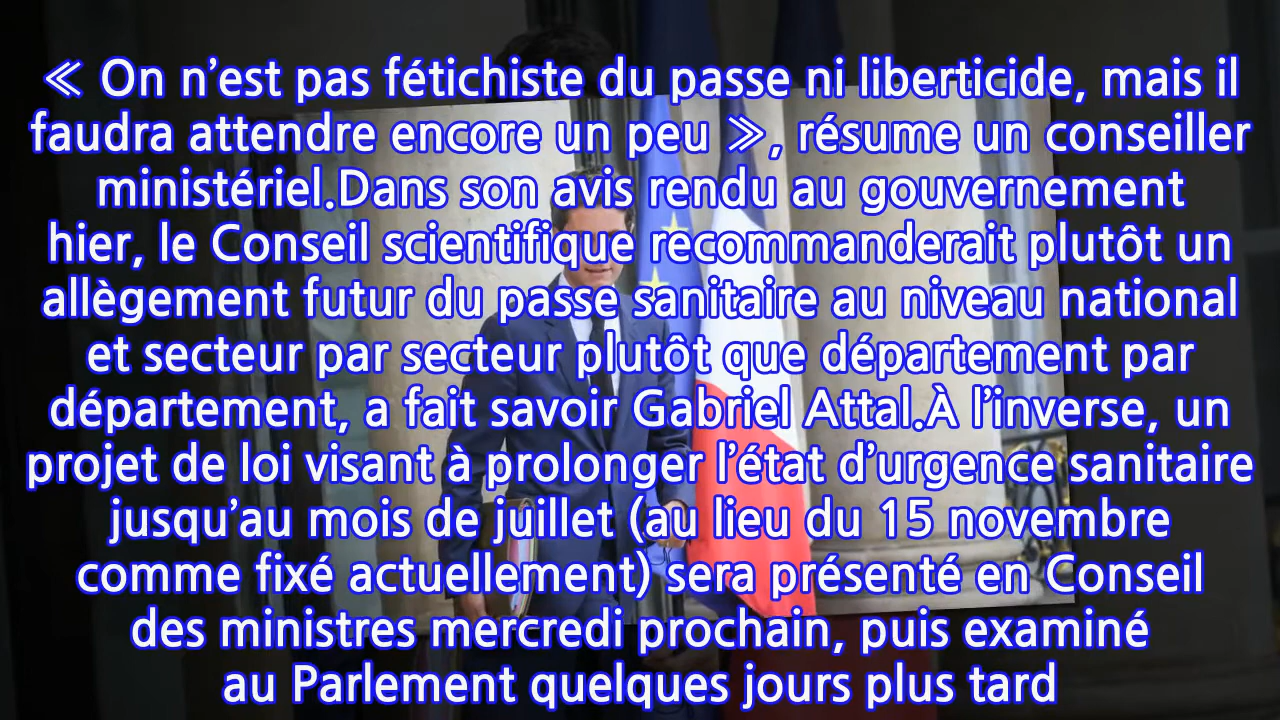 ≪ On n’est pas fétichiste du passe ni liberticide, mais il
faudra attendre encore un peu ≫, résume un conseiller
ministériel.Dans son avis rendu au gouvernement
hier, le Conseil scientifique recommanderait plutôt un
allègement futur du passe sanitaire au niveau national
et secteur par secteur plutôt que département par
département, a fait savoir Gabriel Attal.À l’inverse, un
projet de loi visant à prolonger l’état d’urgence sanitaire
jusqu’au mois de juillet (au lieu du 15 novembre
comme fixé actuellement) sera présenté en Conseil
des ministres mercredi prochain, puis examiné
au Parlement quelques jours plus tard